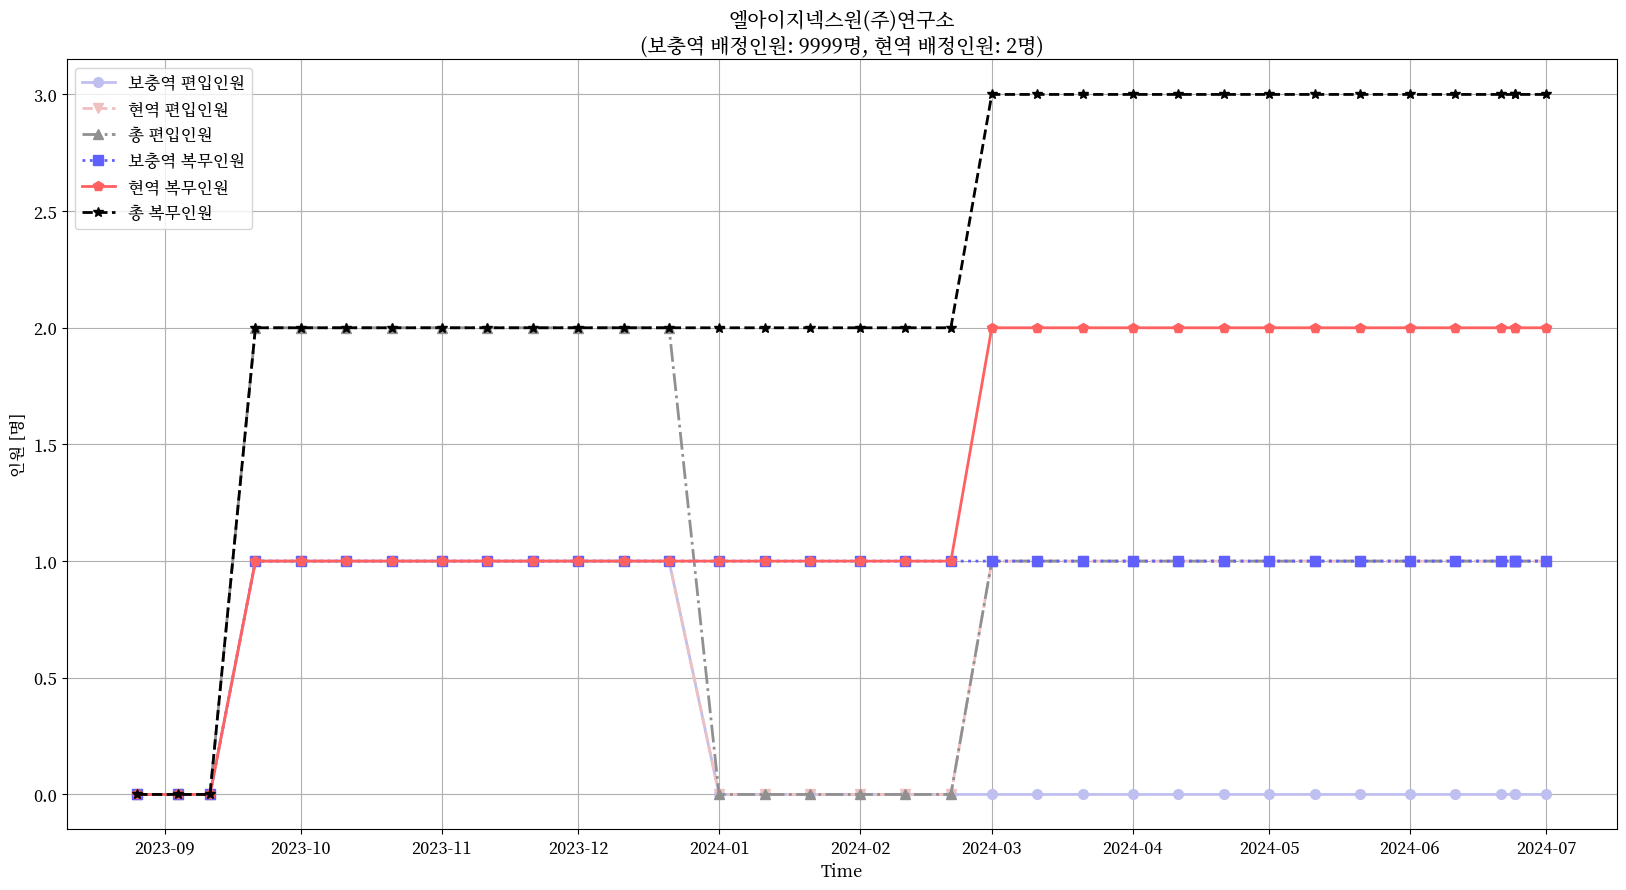 엘아이지넥스원(주)연구소
(보충역 배정인원: 9999명, 현역 배정인원: 2명)
보충역 편입인원
현역 편입인원
총 편입인원
보충역 복무인원
현역 복무인원
총 복무인원
인원 [명]
3.0
2.5
2.0
1.5
1.0
0.5
0.0
2023-09
2023-10
2023-11
2023-12
2024-01
2024-02
2024-03
2024-04
2024-05
2024-06
2024-07
Time